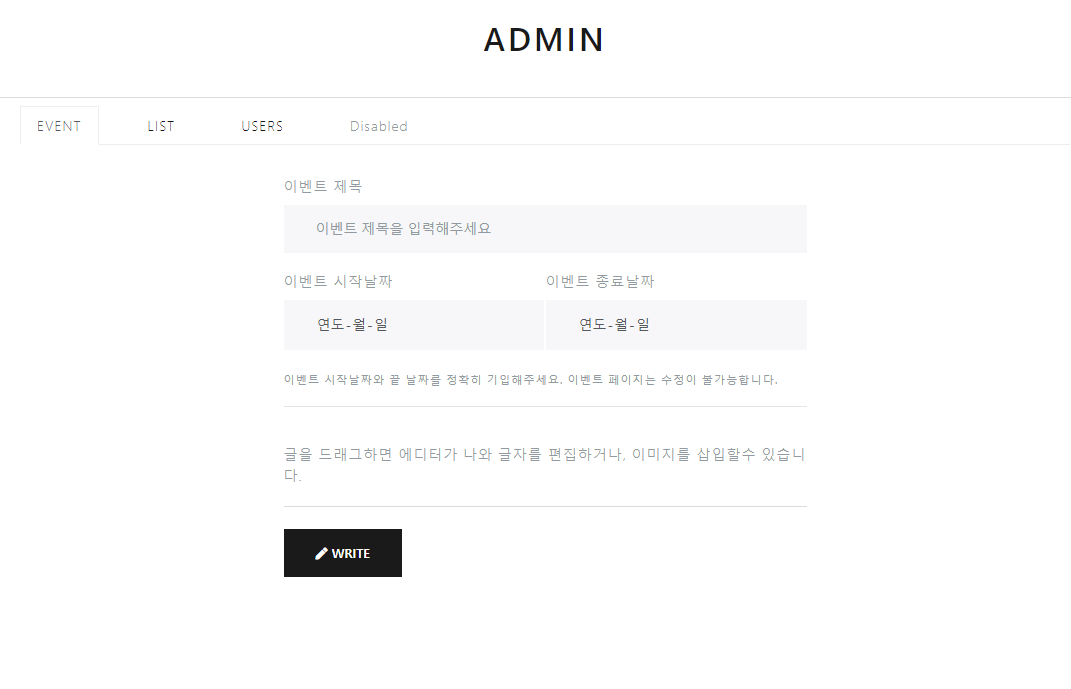 ADMIN
EVENT LIST USERS Disabled
이벤트 제목
이벤트 제목을 입력해주세요
이벤트 시작날짜 이벤트 종료날짜
연도-월-일 연도-월-일
이벤트 시작날짜와 끝 날짜를 정확히 기입해주세요. 이벤트 페이지는 수정이 불가능합니다.
글을 드래그하면 에디터가 나와 글자를 편집하거나, 이미지를 삽입할수 있습니
다.
WRITE